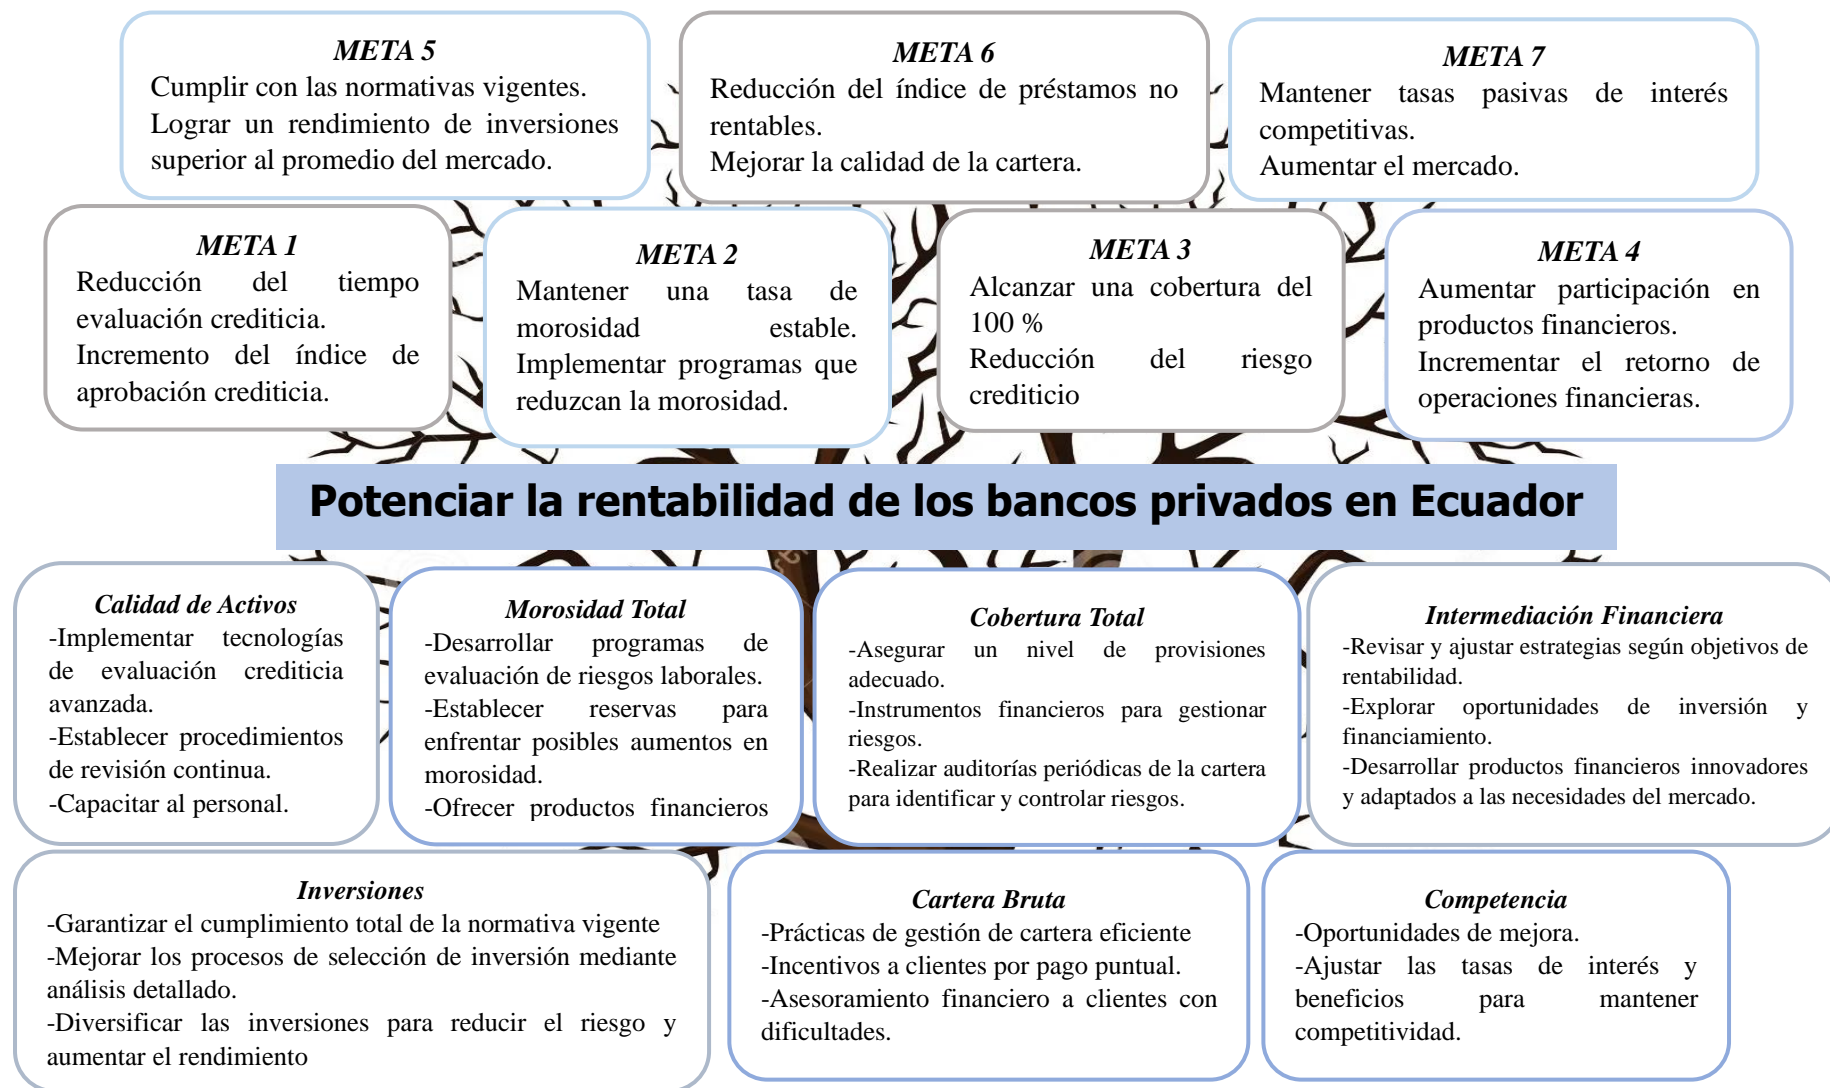 META 5
Cumplir con las normativas vigentes.
Lograr un rendimiento de inversiones
superior al promedio del mercado.
META 6
Reducción del índice de préstamos no
rentables.
Mejorar la calidad de la cartera.
META 7
Mantener tasas pasivas de interés
competitivas.
Aumentar el mercado.
META 1
Reducción del tiempo
evaluación crediticia.
Incremento del índice de
aprobación crediticia.
META 2
Mantener una tasa de
morosidad estable.
Implementar programas que
reduzcan la morosidad.
META 3
Alcanzar una cobertura del
100 %
Reducción del riesgo
crediticio
META 4
Aumentar participación en
productos financieros.
Incrementar el retorno de
operaciones financieras.
Potenciar la rentabilidad de los bancos privados en Ecuador
Calidad de Activos
-Implementar tecnologías
de evaluación crediticia
avanzada.
-Establecer procedimientos
de revisión continua.
-Capacitar al personal.
Morosidad Total
-Desarrollar programas de
evaluación de riesgos laborales.
-Establecer reservas para
enfrentar posibles aumentos en
morosidad.
-Ofrecer productos financieros
Cobertura Total
-Asegurar un nivel de provisiones
adecuado.
-Instrumentos financieros para gestionar
riesgos.
-Realizar auditorías periódicas de la cartera
para identificar y controlar riesgos.
Intermediación Financiera
-Revisar y ajustar estrategias según objetivos de
rentabilidad.
-Explorar oportunidades de inversión y
financiamiento.
-Desarrollar productos financieros innovadores
y adaptados a las necesidades del mercado.
Inversiones
-Garantizar el cumplimiento total de la normativa vigente
-Mejorar los procesos de selección de inversión mediante
análisis detallado.
-Diversificar las inversiones para reducir el riesgo y
aumentar el rendimiento
Cartera Bruta
-Prácticas de gestión de cartera eficiente
-Incentivos a clientes por pago puntual.
-Asesoramiento financiero a clientes con
dificultades.
Competencia
-Oportunidades de mejora.
-Ajustar las tasas de interés y
beneficios para mantener
competitividad.